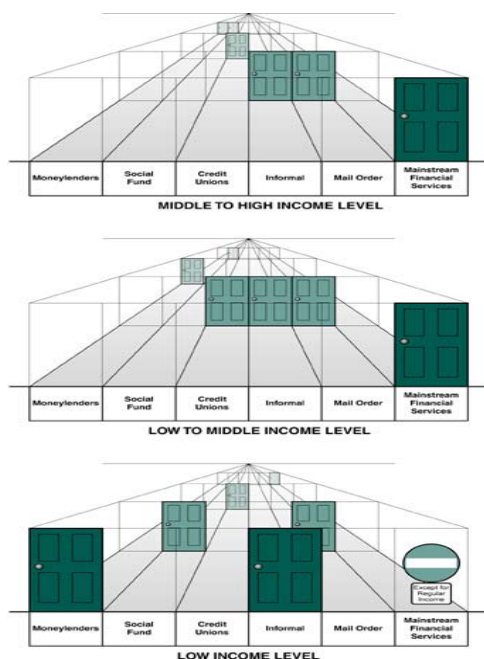 Moneylenders
Social
Fund
Credit
Unions
Informal
Mail Order
Mainstream
Financial
Services
MIDDLE TO HIGH INCOME LEVEL
Moneylenders
Social
Fund
Credit
Unions
Informal
Mail Order
Mainstream
Financial
Services
LOW TO MIDDLE INCOME LEVEL
Except for
Regular
Income
Moneylenders
Social
Fund
Credit
Unions
Informal
Mail Order
Mainstream
Financial
Services
LOW INCOME LEVEL